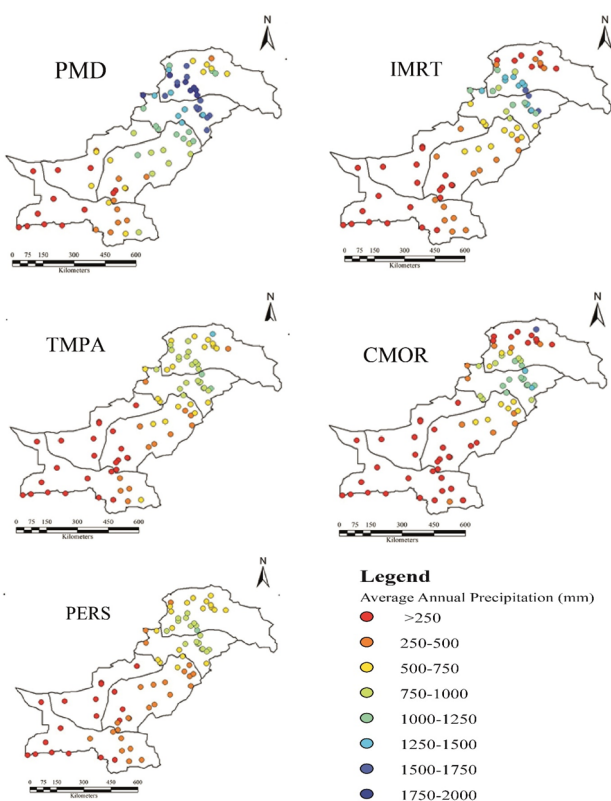 PMD
N
0 75 150 300 450 600
Kilometers
IMRT
N
0 75 150 300 450 600
Kilometers
TMPA
N
0 75 150 300 450 600
Kilometers
CMOR
N
0 75 150 300 450 600
Kilometers
PERS
N
0 75 150 300 450 600
Kilometers
Legend
Average Annual Precipitation (mm)
>250
250-500
500-750
750-1000
1000-1250
1250-1500
1500-1750
1750-2000